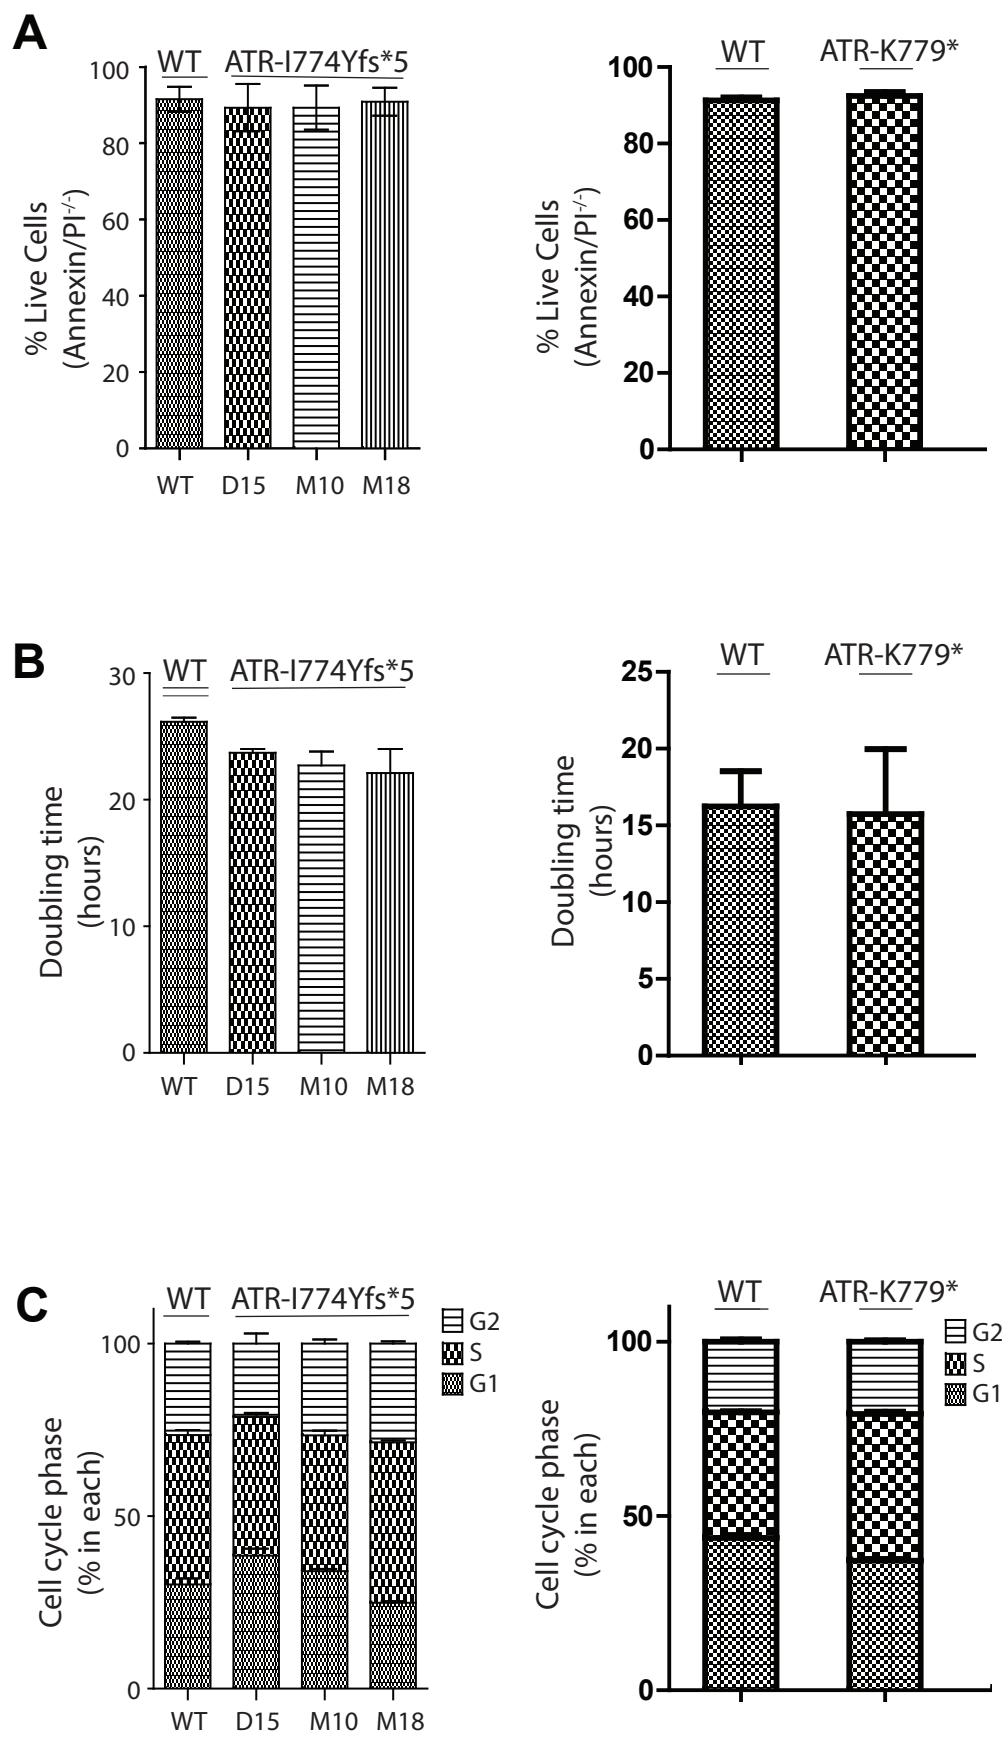 A
WT ATR-I774Yfs*5
100
80
60
40
20
0
% Live Cells
(Annexin/PI-/-)
WT D15 M10 M18
WT ATR-K779*
100
80
60
40
20
0
% Live Cells
(Annexin/PI-/-)
B
WT ATR-I774Yfs*5
30
20
10
0
Doubling time
(hours)
WT D15 M10 M18
WT ATR-K779*
25
20
15
10
5
0
Doubling time
(hours)
C
WT ATR-I774Yfs*5
100
50
0
Cell cycle phase
(% in each)
G2
S
G1
WT D15 M10 M18
WT ATR-K779*
100
50
0
Cell cycle phase
(% in each)
G2
S
G1